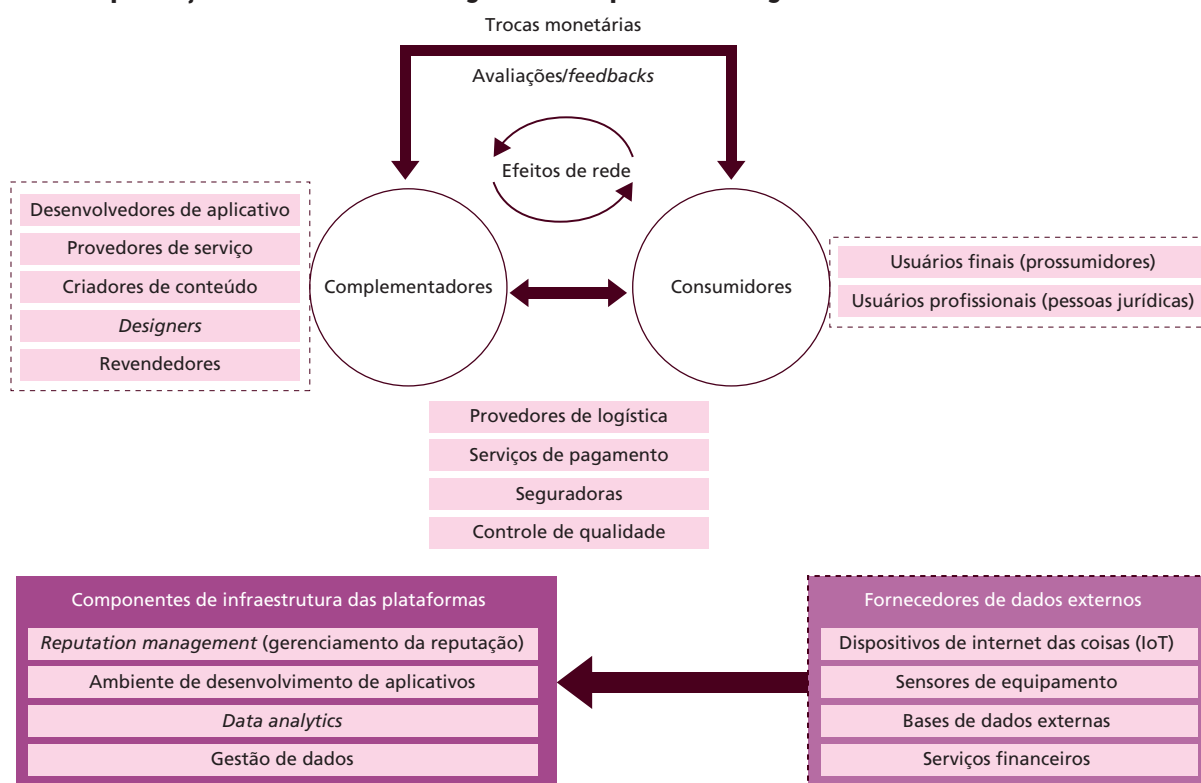 Trocas monetárias
Avaliações/feedbacks
Efeitos de rede
Desenvolvedores de aplicativo
Provedores de serviço
Criadores de conteúdo
Designers
Revendedores
Complementadores
Consumidores
Usuários finais (prossumidores)
Usuários profissionais (pessoas jurídicas)
Provedores de logística
Serviços de pagamento
Seguradoras
Controle de qualidade
Componentes de infraestrutura das plataformas
Reputation management (gerenciamento da reputação)
Ambiente de desenvolvimento de aplicativos
Data analytics
Gestão de dados
Fornecedores de dados externos
Dispositivos de internet das coisas (IoT)
Sensores de equipamento
Bases de dados externas
Serviços financeiros